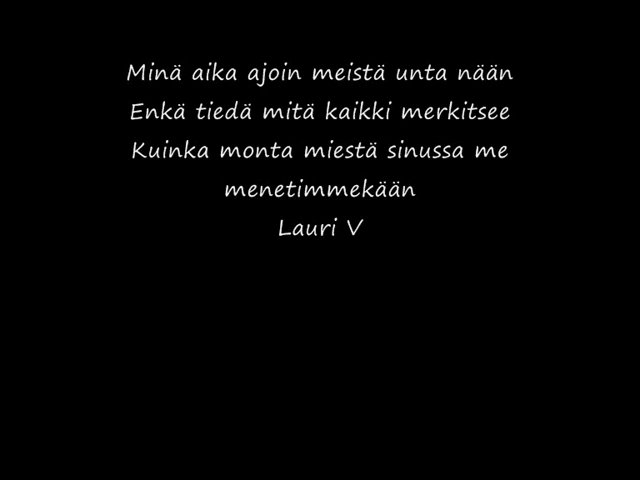 Minä aika ajoin meistä unta nään
Enkä tiedä mitä kaikki merkitsee
Kuinka monta miestä sinussa me
menetimmekään
Lauri V